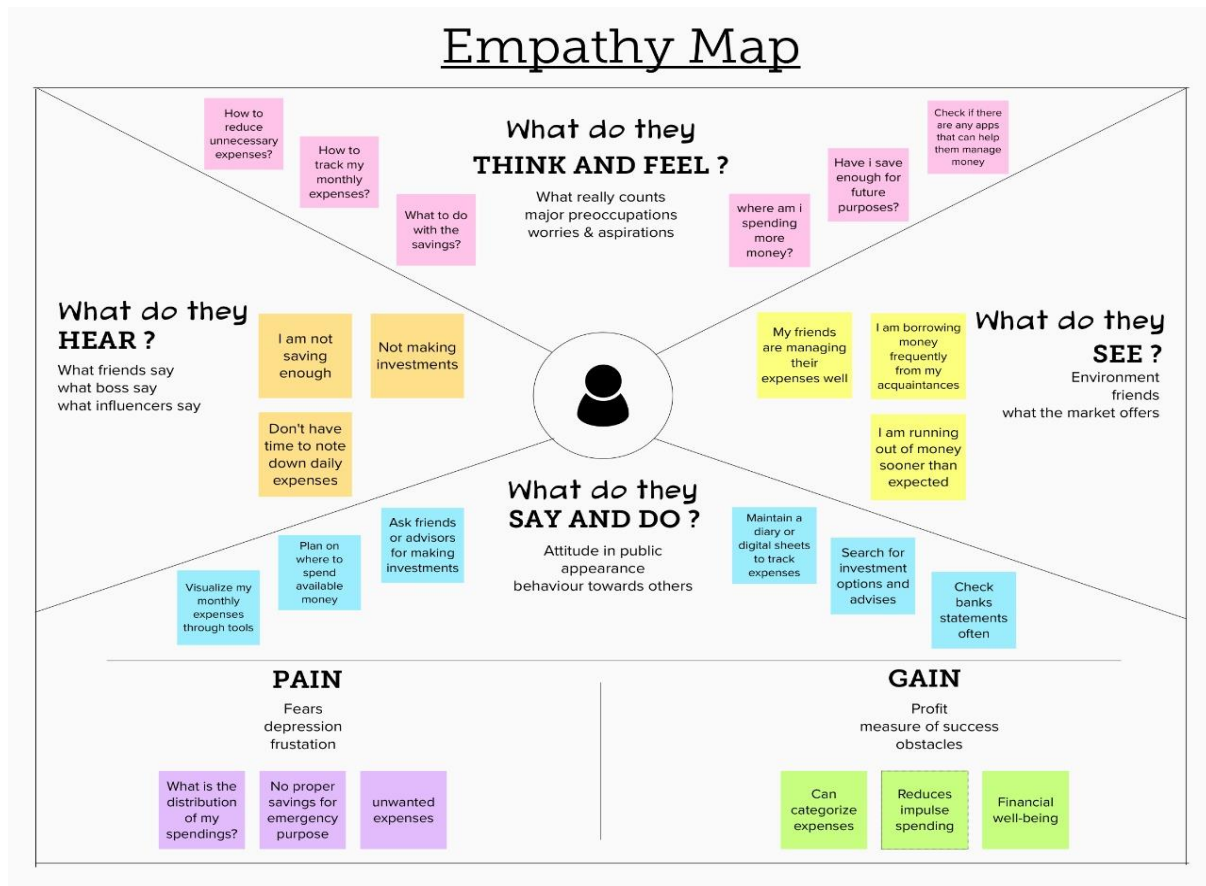 Empathy Map
How to
reduce
unnecessary
expenses?
How to
track my
monthly
expenses?
What to do
with the
savings?
What do they
THINK AND FEEL ?
What really counts
major preoccupations
worries & aspirations
where am i
spending
more
money?
Have i save
enough for
future
purposes?
Check if there
are any apps
that can help
them manage
money
What do they
HEAR ?
What friends say
what boss say
what influencers say
I am not
saving
enough
Not making
investments
Don't have
time to note
down daily
expenses
My friends
are managing
their
expenses well
I am borrowing
money
frequently
from my
acquaintances
I am running
out of money
sooner than
expected
What do they
SEE ?
Environment
friends
what the market offers
What do they
SAY AND DO ?
Attitude in public
appearance
behaviour towards others
Visualize my
monthly
expenses
through tools
Plan on
where to
spend
available
money
Ask friends
or advisors
for making
investments
Maintain a
diary or
digital sheets
to track
expenses
Search for
investment
options and
advises
Check
banks
statements
often
PAIN
Fears
depression
frustation
What is the
distribution
of my
spendings?
No proper
savings for
emergency
purpose
unwanted
expenses
GAIN
Profit
measure of success
obstacles
Can
categorize
expenses
Reduces
impulse
spending
Financial
well-being